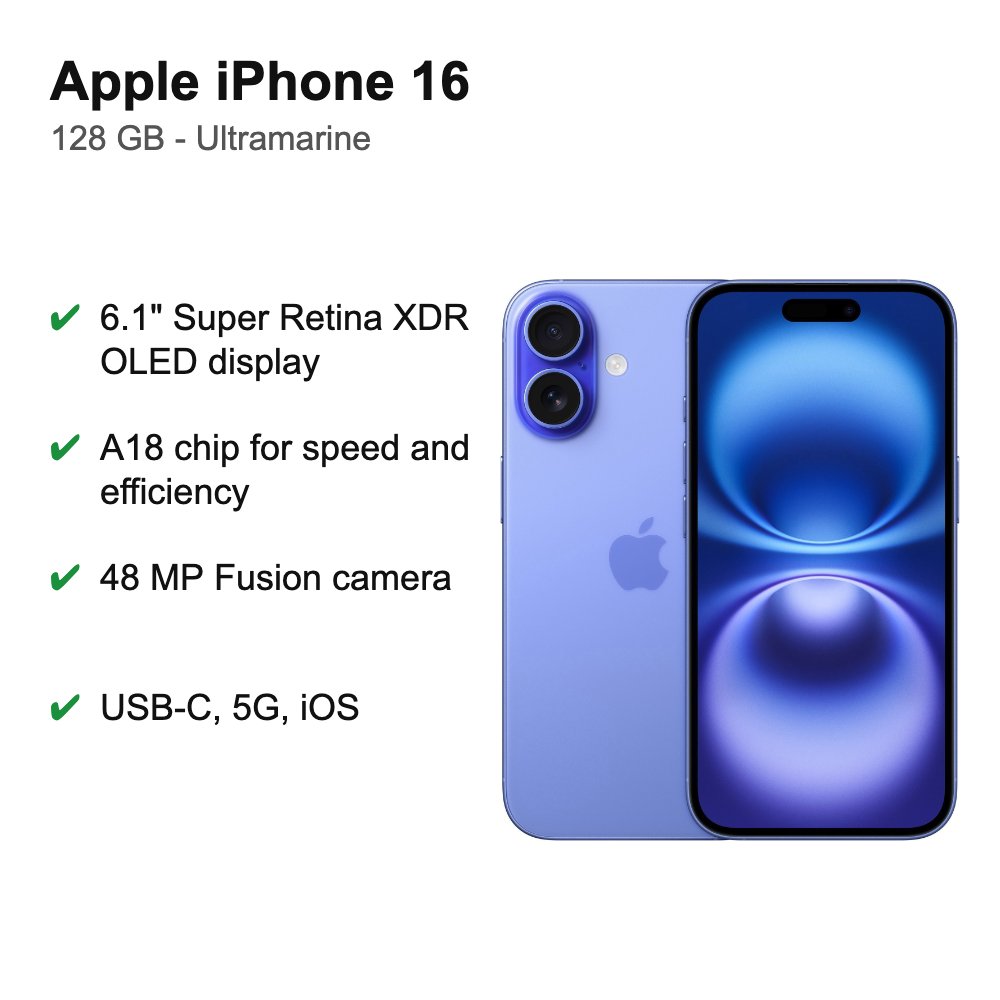 Apple iPhone 16
128 GB - Ultramarine
6.1" Super Retina XDR
OLED display
A18 chip for speed and
efficiency
48 MP Fusion camera
USB-C, 5G, iOS